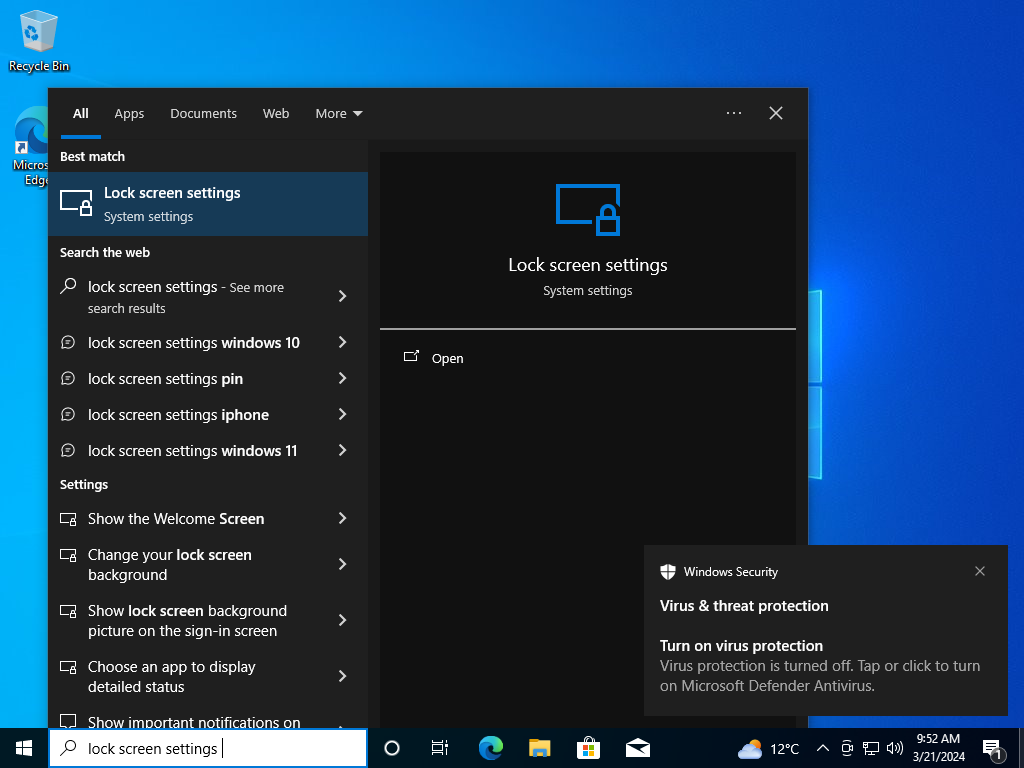 Recycle Bin
Micros
Edge
All Apps Documents Web More
Best match
Lock screen settings
System settings
Search the web
lock screen settings - See more
search results
lock screen settings windows 10
lock screen settings pin
lock screen settings iphone
lock screen settings windows 11
Settings
Show the Welcome Screen
Change your lock screen
background
Show lock screen background
picture on the sign-in screen
Choose an app to display
detailed status
Show important notifications on
Lock screen settings
System settings
Open
Windows Security
Virus & threat protection
Turn on virus protection
Virus protection is turned off. Tap or click to turn
on Microsoft Defender Antivirus.
lock screen settings
12°C
9:52 AM
3/21/2024
1